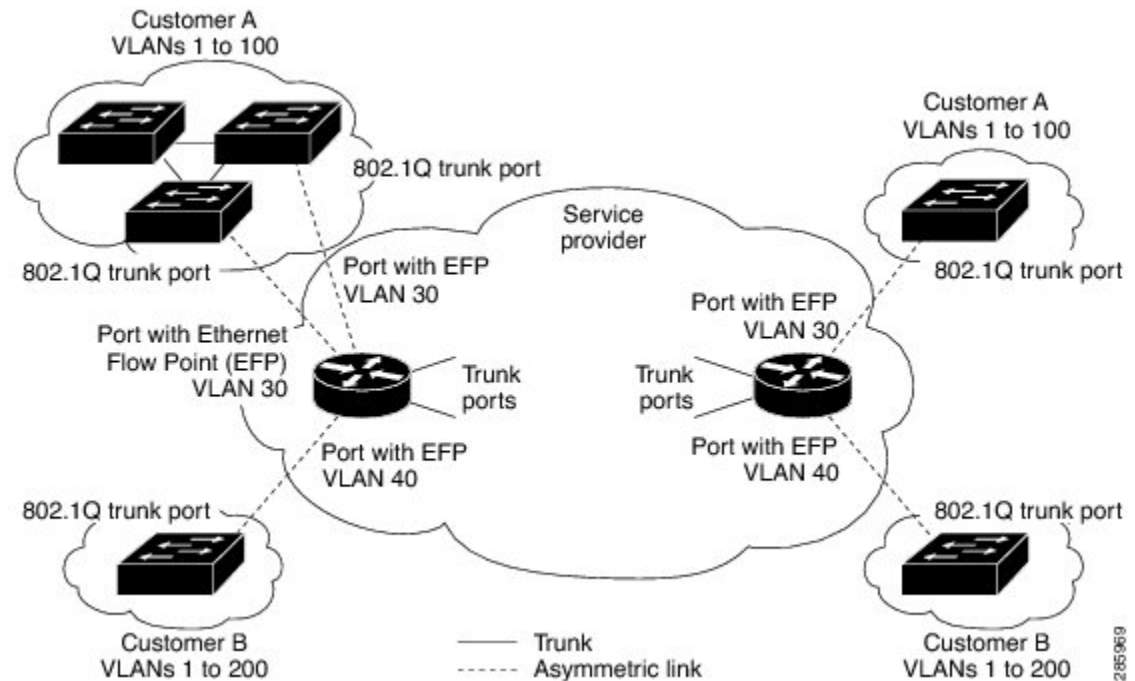 Customer A
VLANs 1 to 100
Customer A
VLANs 1 to 100
802.1Q trunk port
Service
provider
802.1Q trunk port
802.1Q trunk port
Port with EFP
VLAN 30
Port with EFP
VLAN 30
Port with Ethernet
Flow Point (EFP)
VLAN 30
Trunk
ports
Trunk
ports
Port with EFP
VLAN 40
Port with EFP
VLAN 40
802.1Q trunk port
802.1Q trunk port
Customer B
VLANs 1 to 200
Trunk
Asymmetric link
Customer B
VLANs 1 to 200
285969